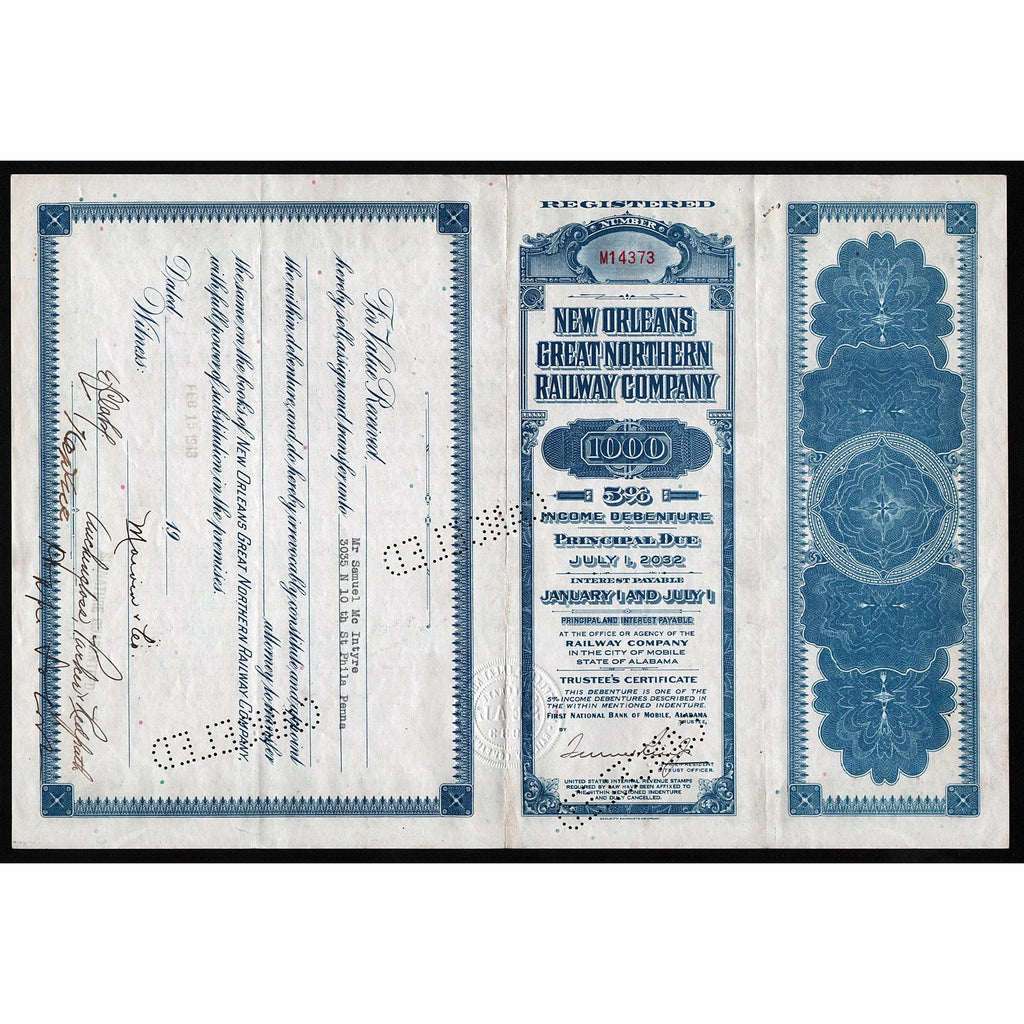 For Value Received
hereby sell, assign and transfer unto
Mr Samuel Mc Intyre
3035 N 10 th St Phila Penna
the within debenture, and do hereby irrevocably constitute and appoint
attorney to transfer
the same on the books of NEW ORLEANS GREAT NORTHERN RAILWAY COMPANY,
with full power of substitution in the premises.
Dated 19
FEB 15 1943
Witness:
REGISTERED
NUMBER
M14373
NEW ORLEANS
GREAT NORTHERN
RAILWAY COMPANY
1000
5%
INCOME DEBENTURE
PRINCIPAL DUE
JULY 1, 2032
INTEREST PAYABLE
JANUARY 1 AND JULY 1
PRINCIPAL AND INTEREST PAYABLE
AT THE OFFICE OR AGENCY OF THE
RAILWAY COMPANY
IN THE CITY OF MOBILE
STATE OF ALABAMA
TRUSTEE'S CERTIFICATE
THIS DEBENTURE IS ONE OF THE
5% INCOME DEBENTURES DESCRIBED IN
THE WITHIN MENTIONED INDENTURE.
FIRST NATIONAL BANK OF MOBILE, ALABAMA
TRUSTEE,
BY
TRUST OFFICER.
UNITED STATES INTERNAL REVENUE STAMPS
REQUIRED BY LAW HAVE BEEN AFFIXED TO
THE WITHIN MENTIONED INDENTURE
AND DULY CANCELLED.